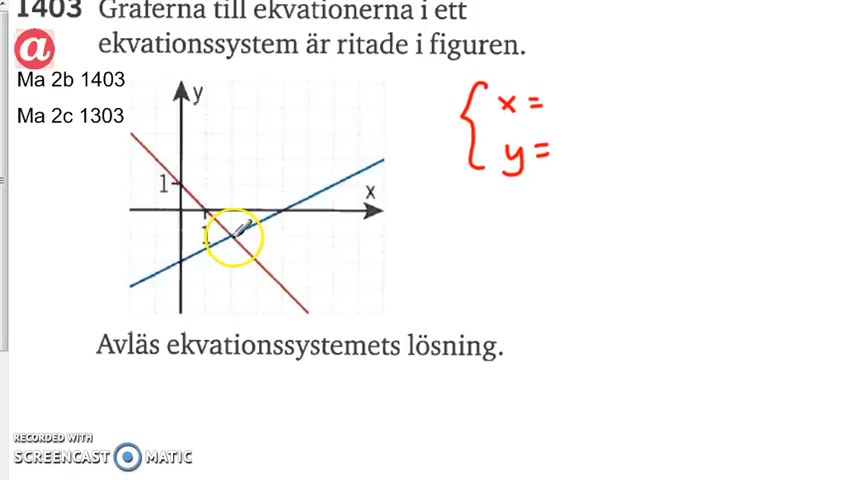 1403 Graferna till ekvationerna i ett
ekvationssystem är ritade i figuren.
a
Ma 2b 1403
Ma 2c 1303
y
x =
y =
1
x
1
Avläs ekvationssystemets lösning.
RECORDED WITH
SCREENCAST MATIC